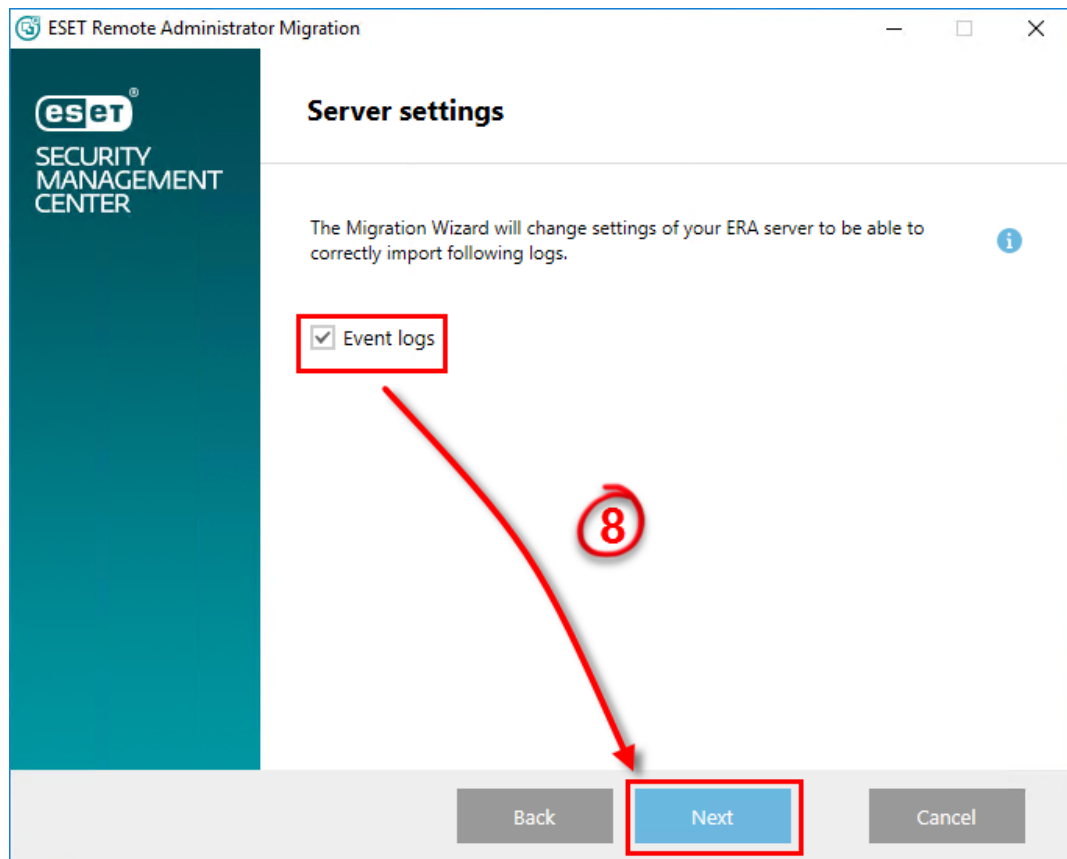 ESET Remote Administrator Migration
eseT®
SECURITY
MANAGEMENT
CENTER
Server settings
The Migration Wizard will change settings of your ERA server to be able to
correctly import following logs.
i
Event logs
8
Back Next Cancel